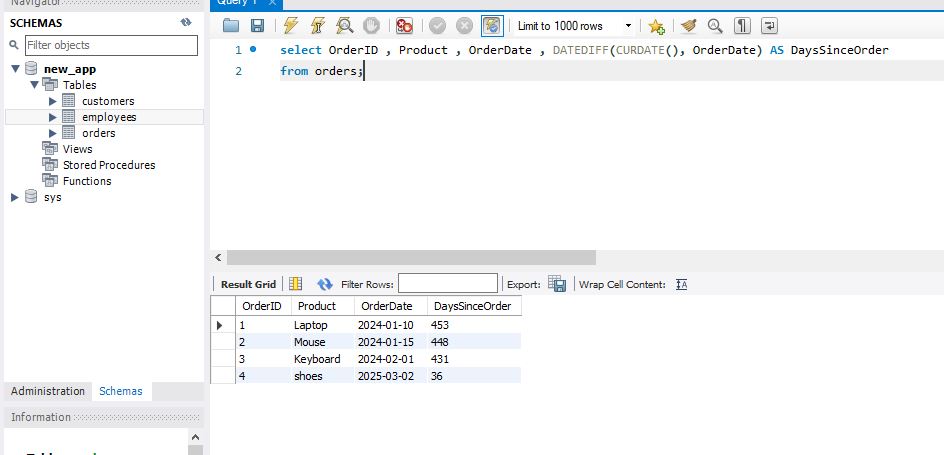 Navigator
Query 1
SCHEMAS
Limit to 1000 rows
Filter objects
1 select OrderID , Product , OrderDate , DATEDIFF(CURDATE(), OrderDate) AS DaysSinceOrder
2 from orders;
new_app
Tables
customers
employees
orders
Views
Stored Procedures
Functions
sys
Result Grid Filter Rows: Export: Wrap Cell Content:
OrderID Product OrderDate DaysSinceOrder
1 Laptop 2024-01-10 453
2 Mouse 2024-01-15 448
3 Keyboard 2024-02-01 431
4 shoes 2025-03-02 36
Administration Schemas
Information